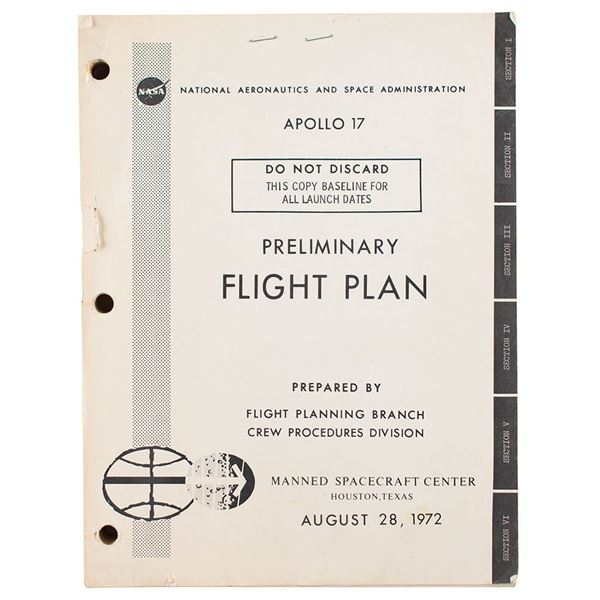 NASA
NATIONAL AERONAUTICS AND SPACE ADMINISTRATION
APOLLO 17
DO NOT DISCARD
THIS COPY BASELINE FOR
ALL LAUNCH DATES
PRELIMINARY
FLIGHT PLAN
PREPARED BY
FLIGHT PLANNING BRANCH
CREW PROCEDURES DIVISION
MANNED SPACECRAFT CENTER
HOUSTON,TEXAS
AUGUST 28, 1972
SECTION I
SECTION II
SECTION III
SECTION IV
SECTION V
SECTION VI